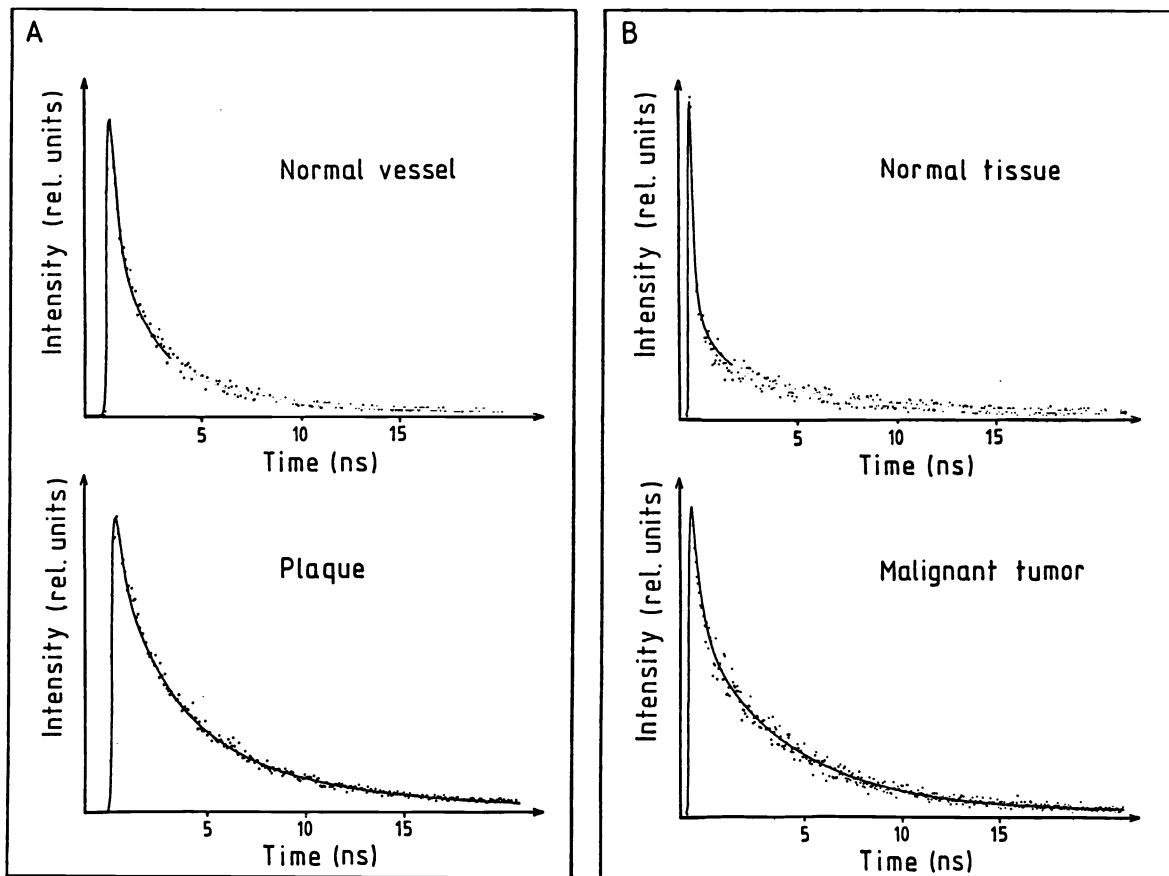 A
Intensity (rel. units)
Normal vessel
5 10 15
Time (ns)
Intensity (rel. units)
Plaque
5 10 15
Time (ns)
B
Intensity (rel. units)
Normal tissue
5 10 15
Time (ns)
Intensity (rel. units)
Malignant tumor
5 10 15
Time (ns)